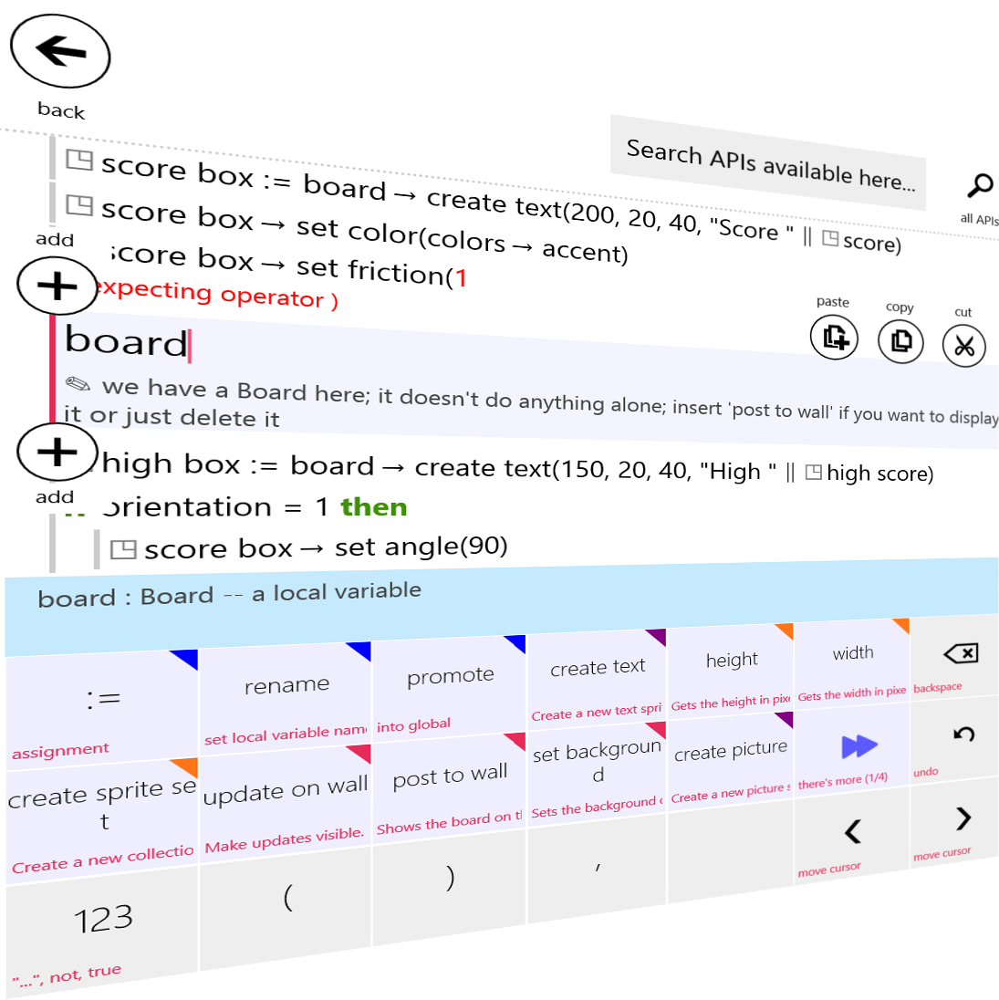 back
Search APIs available here...
all APIs
score box := board → create text(200, 20, 40, "Score " || score)
score box → set color(colors → accent)
add
score box → set friction(1
expecting operator )
paste
copy
cut
board
we have a Board here; it doesn't do anything alone; insert 'post to wall' if you want to display
it or just delete it
high box := board → create text(150, 20, 40, "High " || high score)
add
orientation = 1 then
score box → set angle(90)
board : Board -- a local variable
:=
assignment
rename
set local variable nam
promote
into global
create text
Create a new text spri
height
Gets the height in pixe
width
Gets the width in pixe
backspace
create sprite se
t
Create a new collectio
update on wall
Make updates visible.
post to wall
Shows the board on t
set backgroun
d
Sets the background
create picture
Create a new picture s
there's more (1/4)
undo
123
"...", not, true
(
)
,
move cursor
move cursor